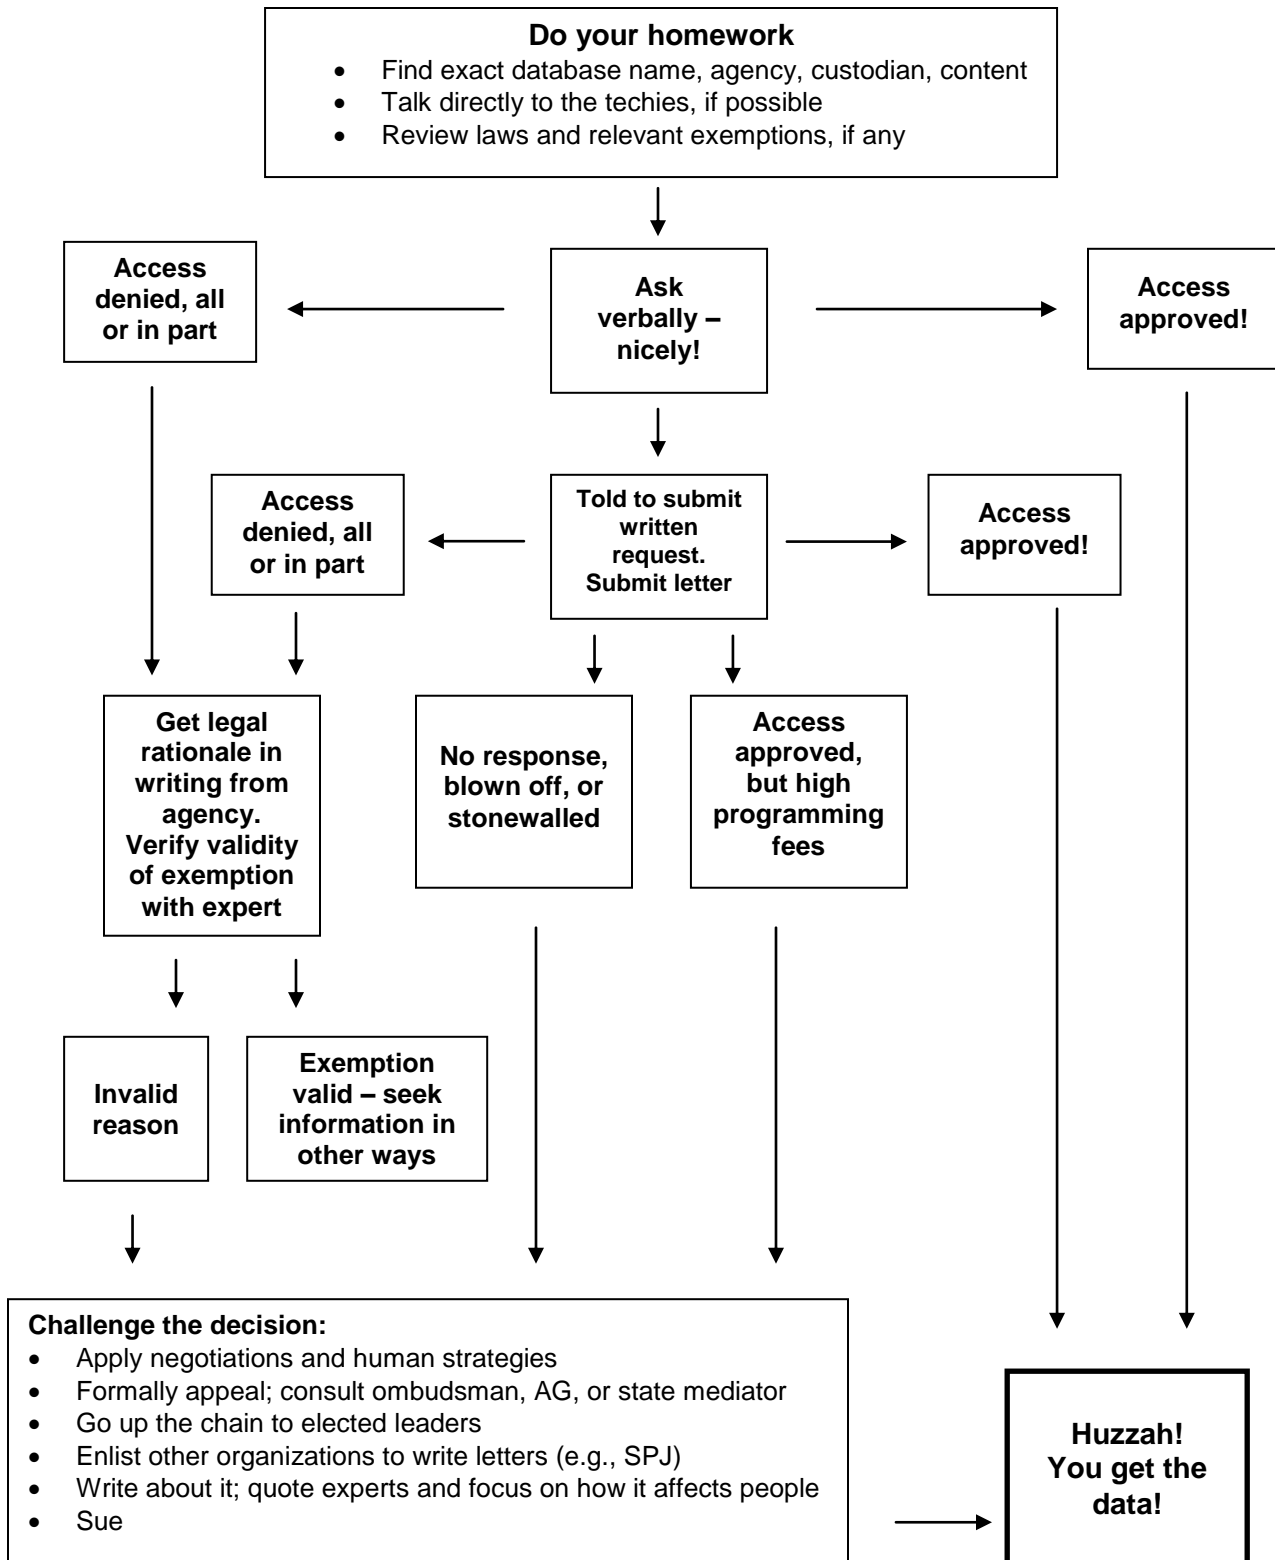 Do your homework
• Find exact database name, agency, custodian, content
• Talk directly to the techies, if possible
• Review laws and relevant exemptions, if any
Access
denied, all
or in part
Ask
verbally –
nicely!
Access
approved!
Access
denied, all
or in part
Told to submit
written
request.
Submit letter
Access
approved!
Get legal
rationale in
writing from
agency.
Verify validity
of exemption
with expert
No response,
blown off, or
stonewalled
Access
approved,
but high
programming
fees
Invalid
reason
Exemption
valid – seek
information in
other ways
Challenge the decision:
• Apply negotiations and human strategies
• Formally appeal; consult ombudsman, AG, or state mediator
• Go up the chain to elected leaders
• Enlist other organizations to write letters (e.g., SPJ)
• Write about it; quote experts and focus on how it affects people
• Sue
Huzzah!
You get the
data!